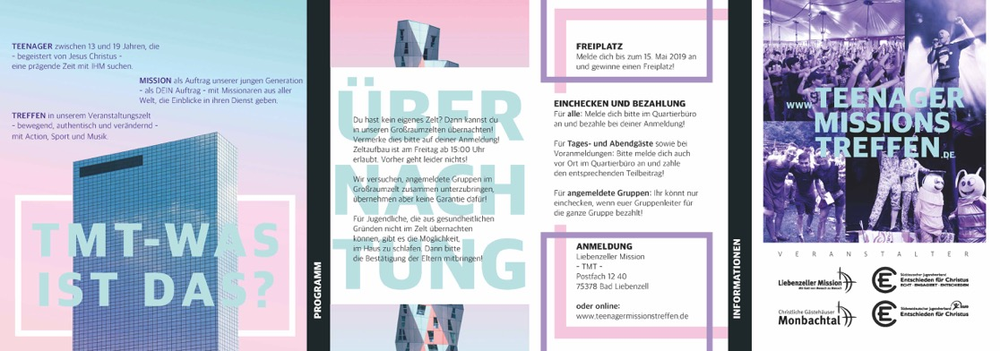 TEENAGER zwischen 13 und 19 Jahren, die
- begeistert von Jesus Christus -
eine prägende Zeit mit IHM suchen.
MISSION als Auftrag unserer jungen Generation
- als DEIN Auftrag - mit Missionaren aus aller
Welt, die Einblicke in ihren Dienst geben.
TREFFEN in unserem Veranstaltungszelt
- bewegend, authentisch und verändernd -
mit Action, Sport und Musik.
TMT-WAS
IST DAS?
PROGRAMM
ÜBER
NACH
TUNG
Du hast kein eigenes Zelt? Dann kannst du
in unseren Großraumzelten übernachten!
Vermerke dies bitte auf deiner Anmeldung!
Zeltaufbau ist am Freitag ab 15:00 Uhr
erlaubt. Vorher geht leider nichts!
Wir versuchen, angemeldete Gruppen im
Großraumzelt zusammen unterzubringen,
übernehmen aber keine Garantie dafür!
Für Jugendliche, die aus gesundheitlichen
Gründen nicht im Zelt übernachten
können, gibt es die Möglichkeit,
im Haus zu schlafen. Dann bitte
die Bestätigung der Eltern mitbringen!
FREIPLATZ
Melde dich bis zum 15. Mai 2019 an
und gewinne einen Freiplatz!
EINCHECKEN UND BEZAHLUNG
Für alle: Melde dich bitte im Quartierbüro
an und bezahle bei deiner Anmeldung!
Für Tages- und Abendgäste sowie bei
Voranmeldungen: Bitte melde dich auch
vor Ort im Quartierbüro an und zahle
den entsprechenden Teilbeitrag!
Für angemeldete Gruppen: Ihr könnt nur
einchecken, wenn euer Gruppenleiter für
die ganze Gruppe bezahlt!
ANMELDUNG
Liebenzeller Mission
- TMT -
Postfach 12 40
75378 Bad Liebenzell
oder online:
www.teenagermissionstreffen.de
INFORMATIONEN
www.TEENAGER
MISSIONS
TREFFEN.DE
VERANSTALTER
Liebenzeller Mission
Mit Gott von Mensch zu Mensch
Süddeutscher Jugendverband
Entschieden für Christus
ECHT · ENGAGIERT · ENTSCHIEDEN
Christliche Gästehäuser
Monbachtal
Südwestdeutscher Jugendverband
Entschieden für Christus